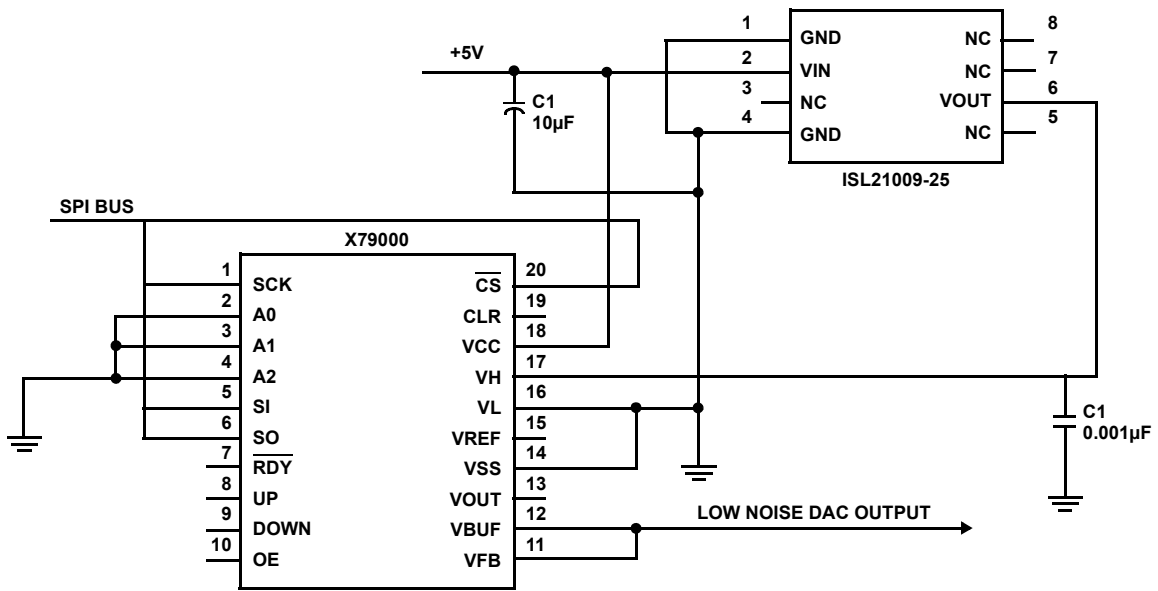 +5V
C1
10µF
1
2
3
4
GND
VIN
NC
GND
NC
NC
VOUT
NC
8
7
6
5
ISL21009-25
SPI BUS
X79000
1
2
3
4
5
6
7
8
9
10
SCK
A0
A1
A2
SI
SO
RDY
UP
DOWN
OE
CS
CLR
VCC
VH
VL
VREF
VSS
VOUT
VBUF
VFB
20
19
18
17
16
15
14
13
12
11
C1
0.001µF
LOW NOISE DAC OUTPUT